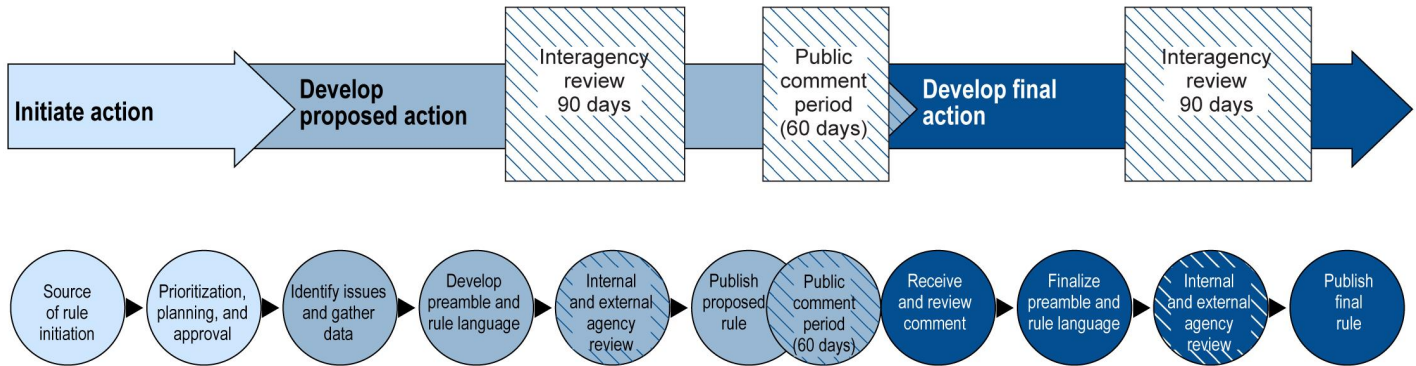 Initiate action
Develop
proposed action
Interagency
review
90 days
Public
comment
period
(60 days)
Develop final
action
Interagency
review
90 days
Source
of rule
initiation
Prioritization,
planning, and
approval
Identify issues
and gather
data
Develop
preamble and
rule language
Internal
and external
agency
review
Publish
proposed
rule
Public
comment
period
(60 days)
Receive
and review
comment
Finalize
preamble and
rule language
Internal
and external
agency
review
Publish
final
rule